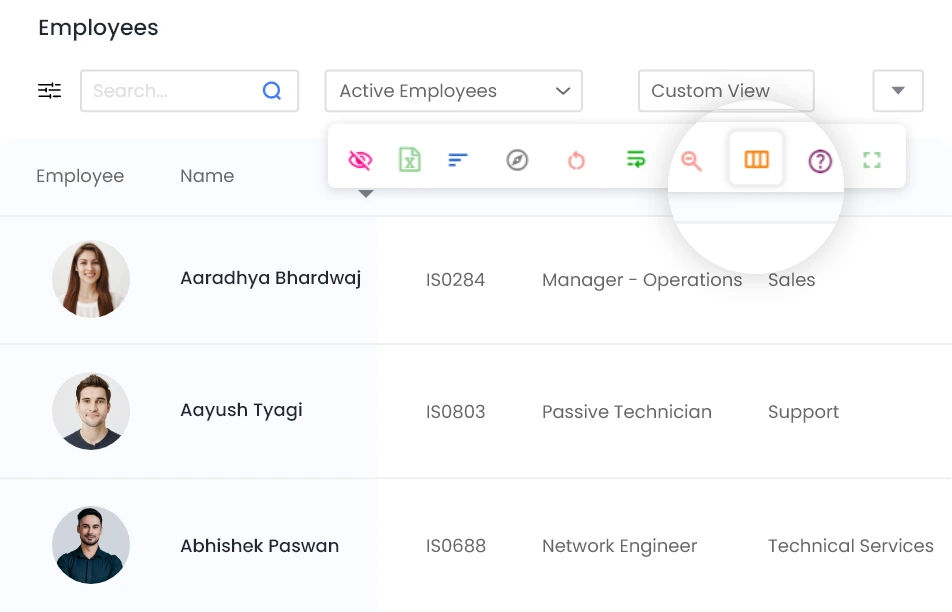 Employees
Search...
Active Employees
Custom View
Employee
Name
Aaradhya Bhardwaj
IS0284
Manager - Operations
Sales
Aayush Tyagi
IS0803
Passive Technician
Support
Abhishek Paswan
IS0688
Network Engineer
Technical Services